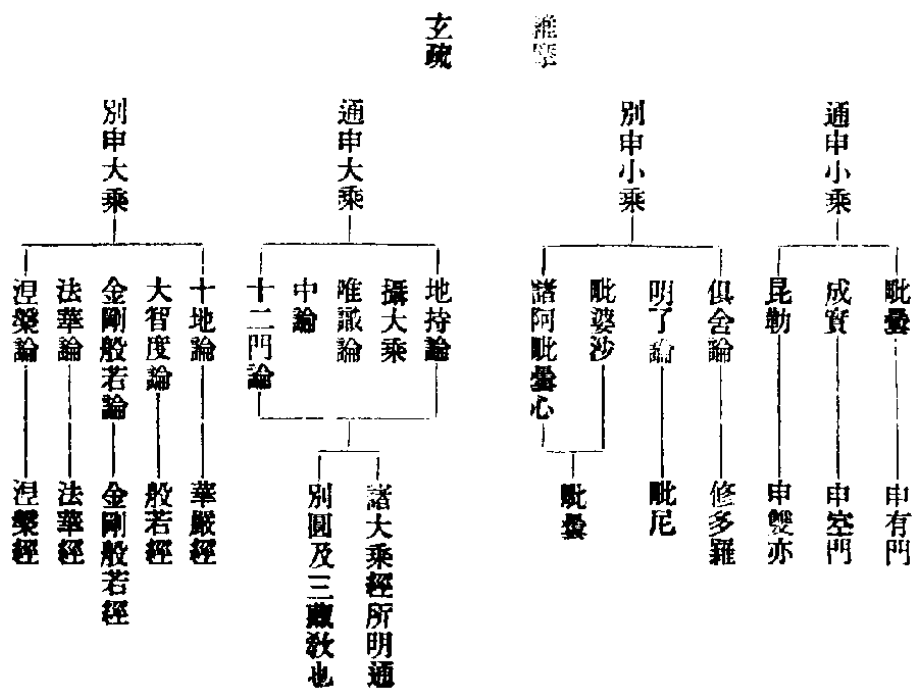 維摩
玄疏
通申小乘
毗曇
申有門
成實
申空門
昆勒
申雙亦
別申小乘
俱舍論
修多羅
明了論
毗尼
毗婆沙
諸阿毗曇心
毗曇
通申大乘
地持論
攝大乘
唯識論
中論
十二門論
諸大乘經所明通
別圓及三藏敎也
別申大乘
十地論
華嚴經
大智度論
般若經
金剛般若論
金剛般若經
法華論
法華經
涅槃論
涅槃經